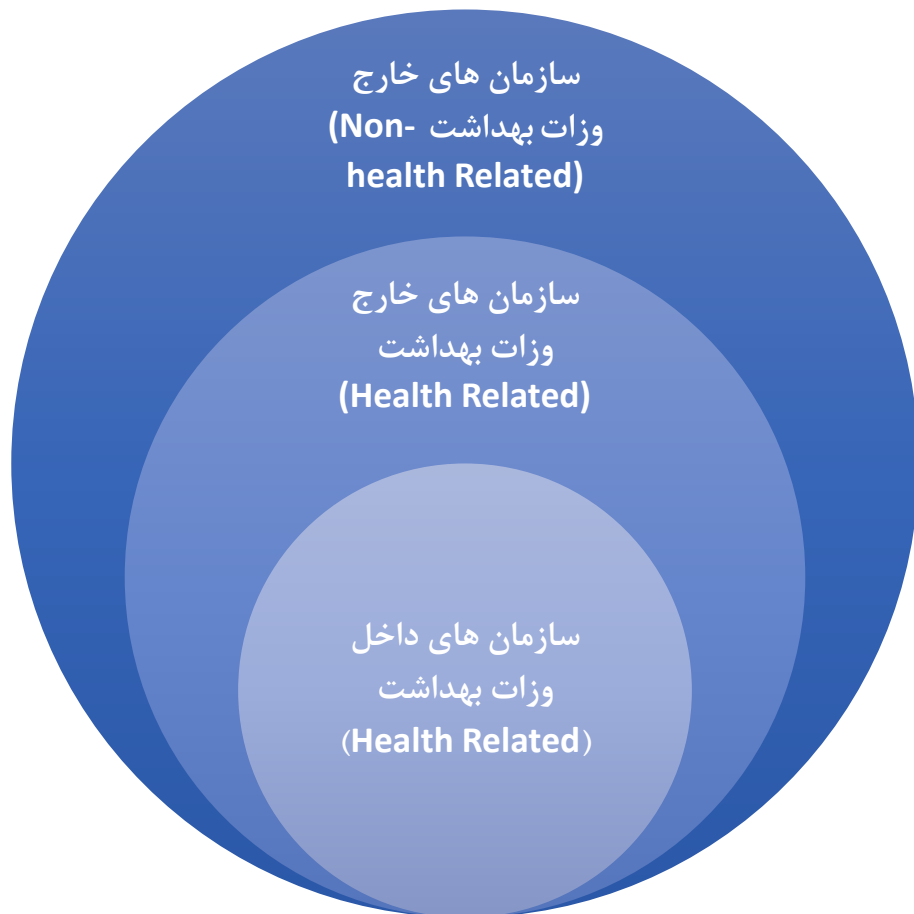 سازمان های خارج
وزات بهداشت (Non-
health Related)
سازمان های خارج
وزات بهداشت
(Health Related)
سازمان های داخل
وزات بهداشت
(Health Related)